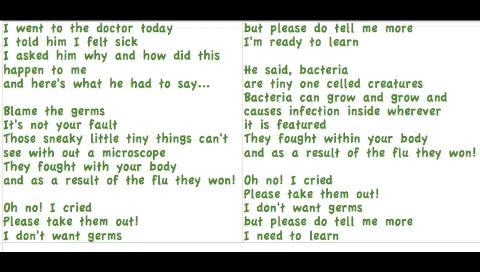 I went to the doctor today
I told him I felt sick
I asked him why and how did this
happen to me
and here's what he had to say...
Blame the germs
It's not your fault
Those sneaky little tiny things can't
see with out a microscope
They fought with your body
and as a result of the flu they won!
Oh no! I cried
Please take them out!
I don't want germs
but please do tell me more
I'm ready to learn
He said, bacteria
are tiny one celled creatures
Bacteria can grow and grow and
causes infection inside wherever
it is featured
They fought within your body
and as a result of the flu they won!
Oh no! I cried
Please take them out!
I don't want germs
but please do tell me more
I need to learn